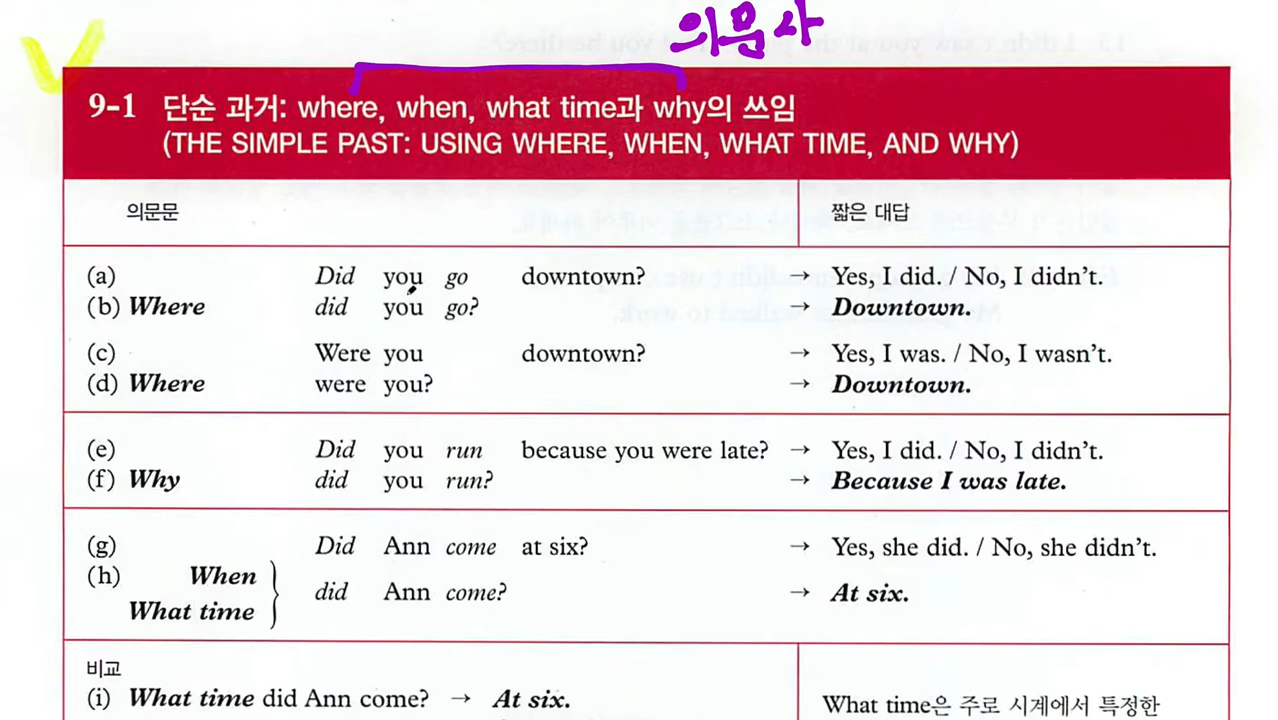 의문사
9-1 단순 과거: where, when, what time과 why의 쓰임
(THE SIMPLE PAST: USING WHERE, WHEN, WHAT TIME, AND WHY)
의문문 짧은 대답
(a) Did you go downtown? → Yes, I did. / No, I didn't.
(b) Where did you go? → Downtown.
(c) Were you downtown? → Yes, I was. / No, I wasn't.
(d) Where were you? → Downtown.
(e) Did you run because you were late? → Yes, I did. / No, I didn't.
(f) Why did you run? → Because I was late.
(g) Did Ann come at six? → Yes, she did. / No, she didn't.
(h) When
did Ann come? → At six.
What time
비교
(i) What time did Ann come? → At six.
What time은 주로 시계에서 특정한